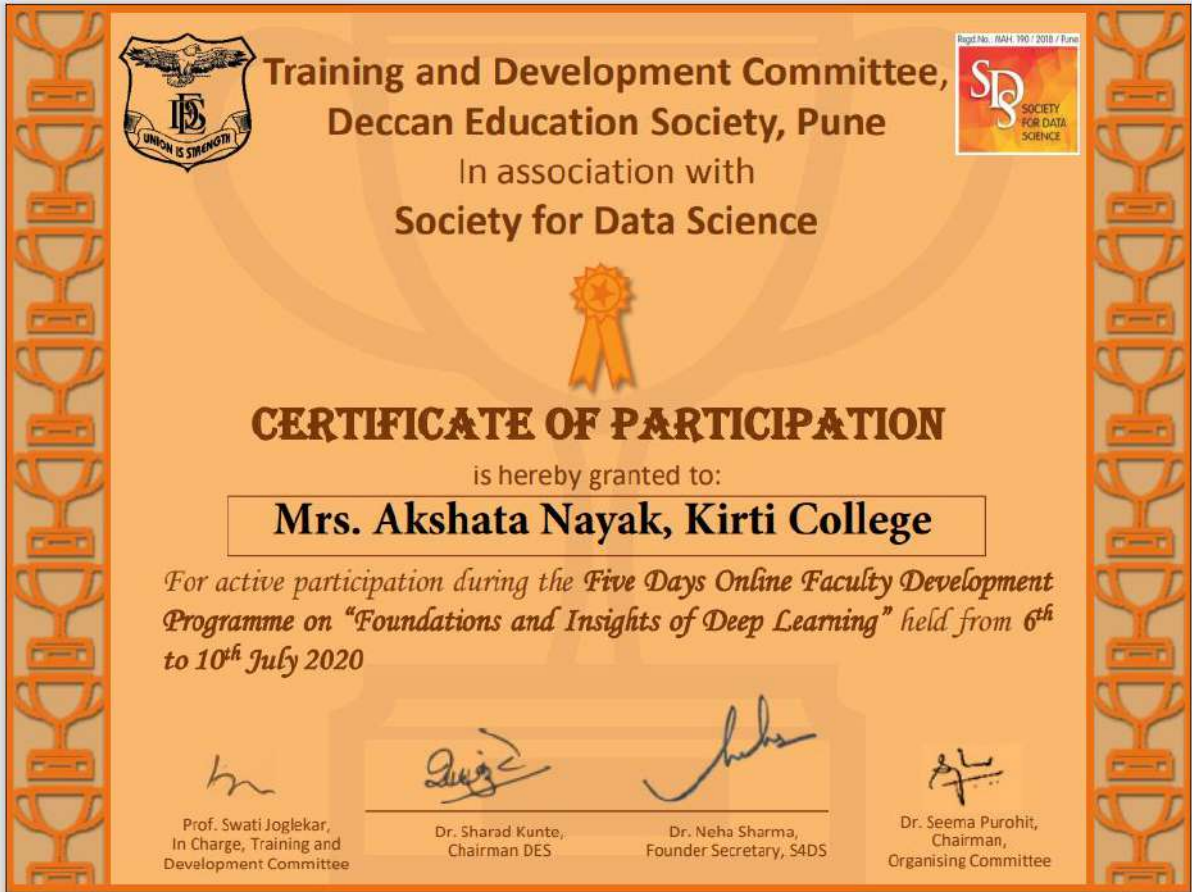 Training and Development Committee,
Deccan Education Society, Pune
In association with
Society for Data Science
DES
UNION IS STRENGTH
Regd.No.: MAH. 190 / 2018 / Pune
SDS
SOCIETY
FOR DATA
SCIENCE
CERTIFICATE OF PARTICIPATION
is hereby granted to:
Mrs. Akshata Nayak, Kirti College
For active participation during the Five Days Online Faculty Development
Programme on “Foundations and Insights of Deep Learning” held from 6th
to 10th July 2020
Prof. Swati Joglekar,
In Charge, Training and
Development Committee
Dr. Sharad Kunte,
Chairman DES
Dr. Neha Sharma,
Founder Secretary, S4DS
Dr. Seema Purohit,
Chairman,
Organising Committee